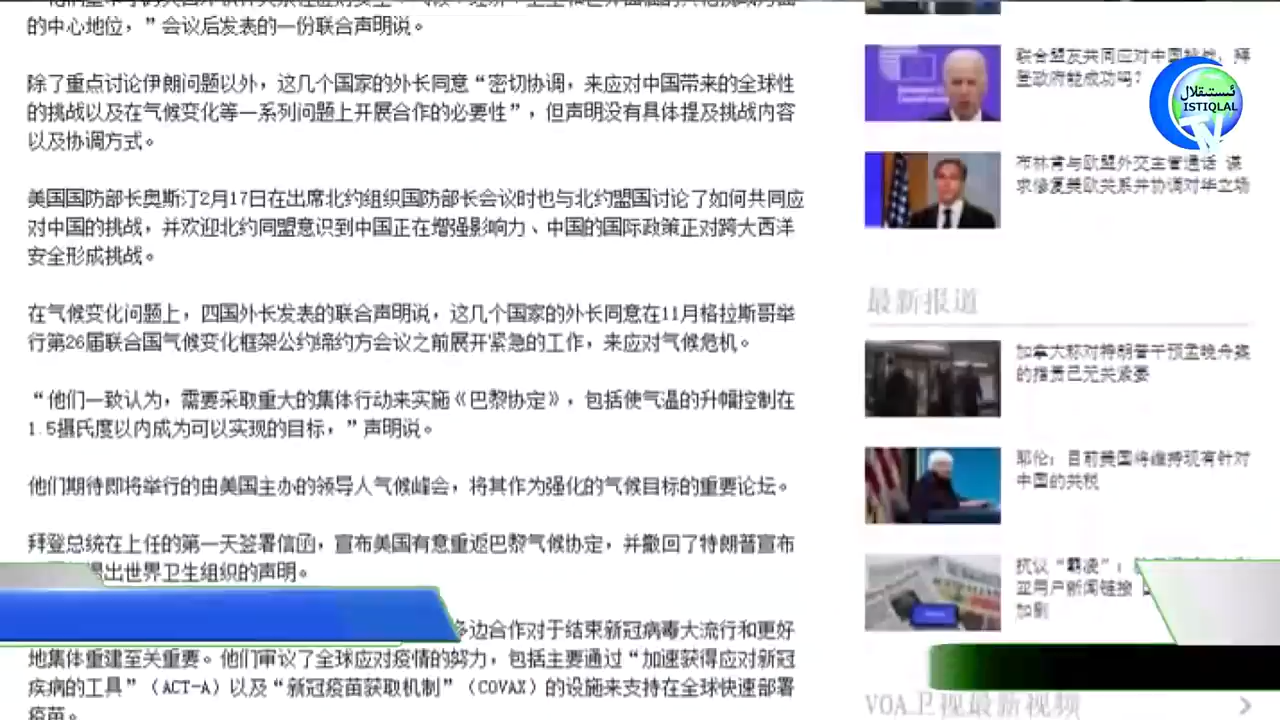 的中心地位，”会议后发表的一份联合声明说。
除了重点讨论伊朗问题以外，这几个国家的外长同意“密切协调，来应对中国带来的全球性
的挑战以及在气候变化等一系列问题上开展合作的必要性”，但声明没有具体提及挑战内容
以及协调方式。
美国国防部长奥斯汀2月17日在出席北约组织国防部长会议时也与北约盟国讨论了如何共同应
对中国的挑战，并欢迎北约同盟意识到中国正在增强影响力、中国的国际政策正对跨大西洋
安全形成挑战。
在气候变化问题上，四国外长发表的联合声明说，这几个国家的外长同意在11月格拉斯哥举
行第26届联合国气候变化框架公约缔约方会议之前展开紧急的工作，来应对气候危机。
“他们一致认为，需要采取重大的集体行动来实施《巴黎协定》，包括使气温的升幅控制在
1.5摄氏度以内成为可以实现的目标，”声明说。
他们期待即将举行的由美国主办的领导人气候峰会，将其作为强化的气候目标的重要论坛。
拜登总统在上任的第一天签署信函，宣布美国有意重返巴黎气候协定，并撤回了特朗普宣布
出世界卫生组织的声明。
多边合作对于结束新冠病毒大流行和更好
地集体重建至关重要。他们审议了全球应对疫情的努力，包括主要通过“加速获得应对新冠
疾病的工具”（ACT-A）以及“新冠疫苗获取机制”（COVAX）的设施来支持在全球快速部署
疫苗。
联合盟友共同应对中国挑战，拜
登政府能成功吗？
布林肯与欧盟外交主管通话 谋
求修复美欧关系并协调对华立场
最新报道
加拿大称对特朗普干预孟晚舟案
的指责已无关紧要
耶伦：目前美国将维持现有针对
中国的关税
抗议“霸凌”：
亚用户新闻链接
加剧
VOA卫视最新视频
ئىستىقلال
ISTIQLAL
TV